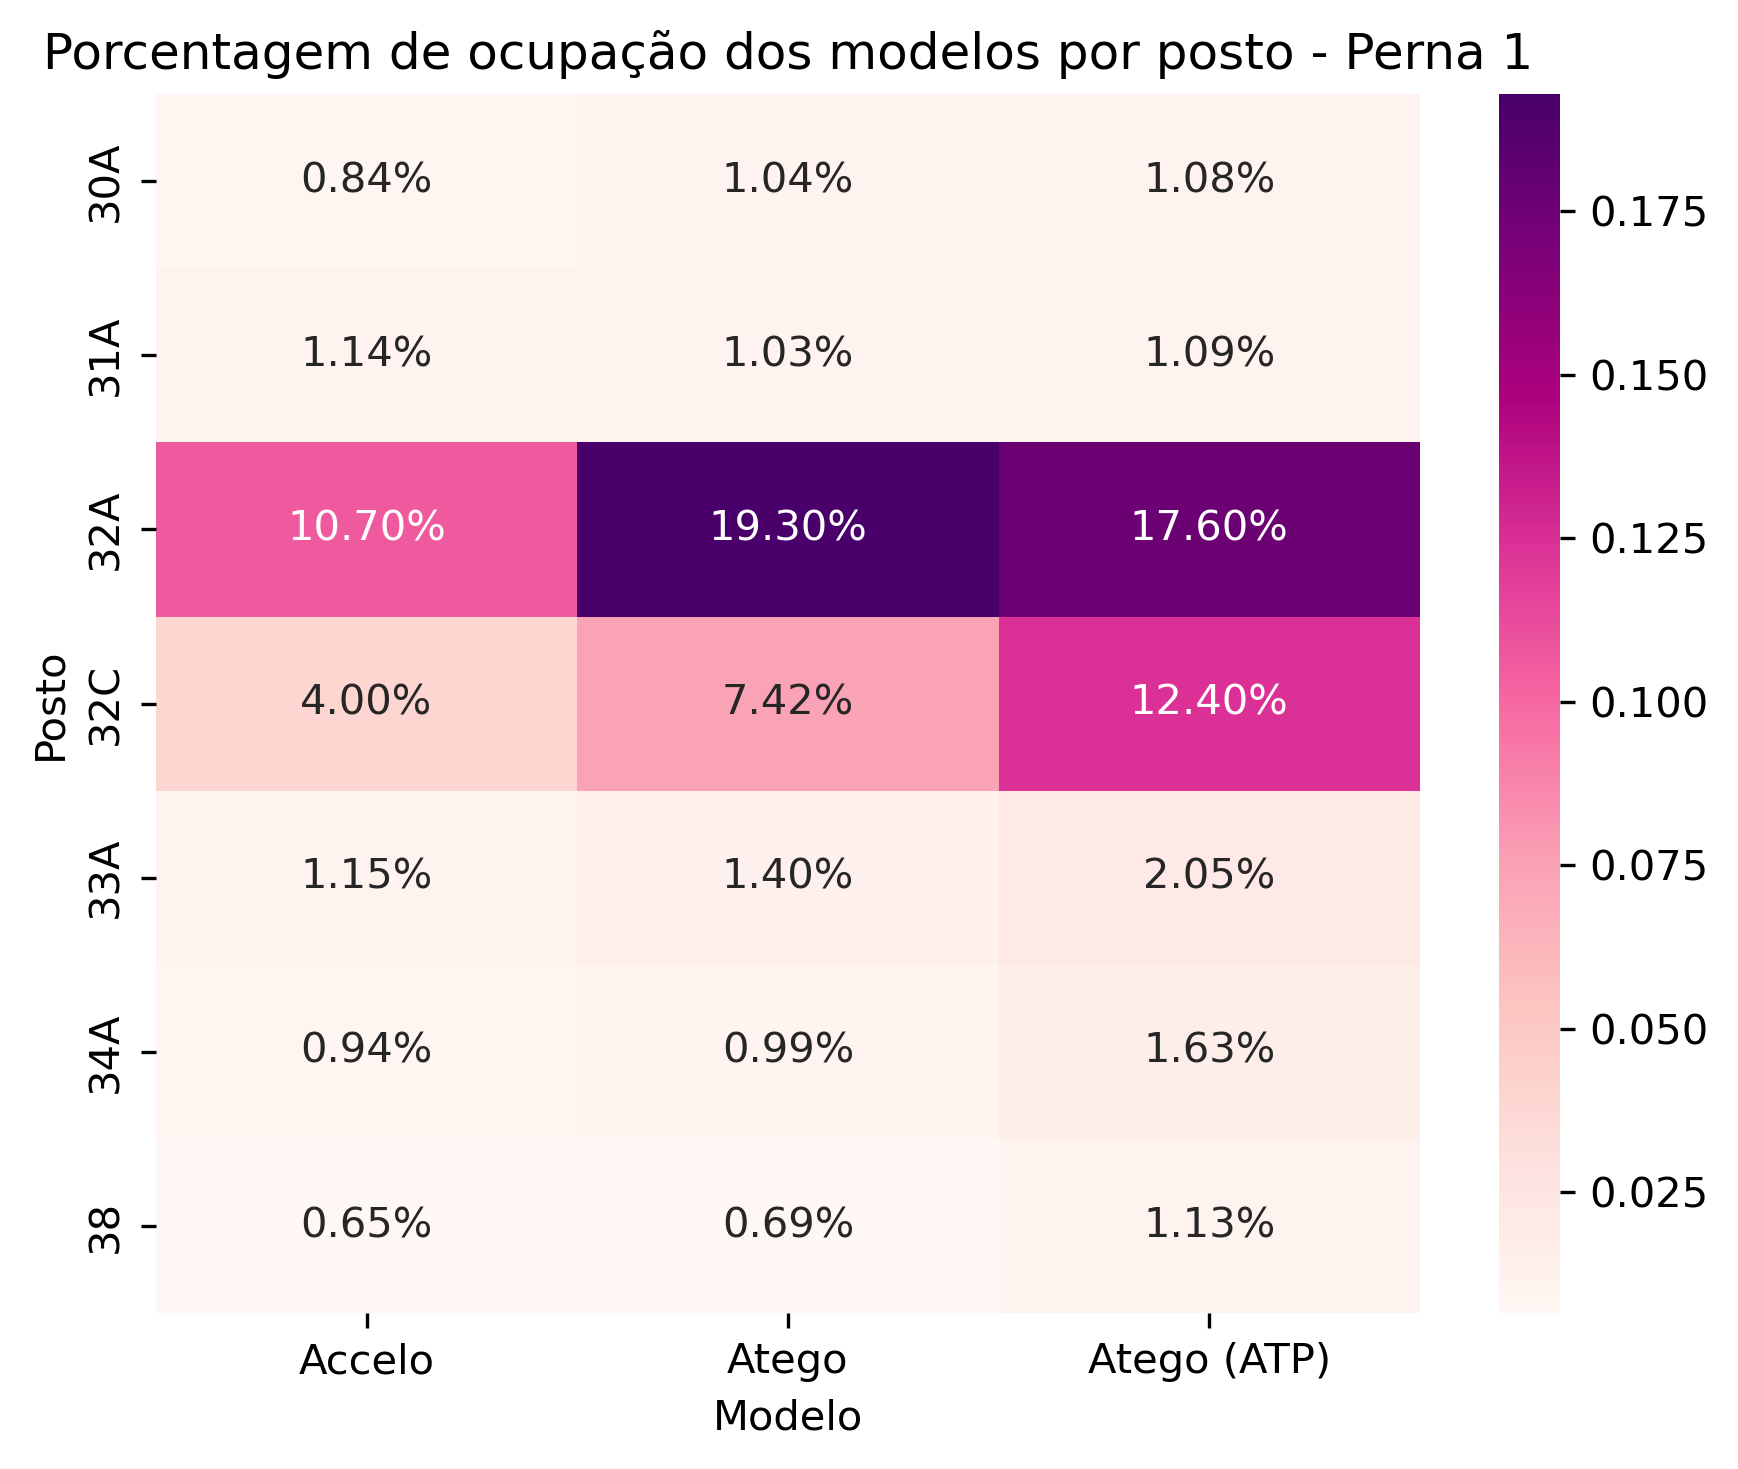 Porcentagem de ocupação dos modelos por posto - Perna 1
Posto
30A 0.84% 1.04% 1.08%
31A 1.14% 1.03% 1.09%
32A 10.70% 19.30% 17.60%
32C 4.00% 7.42% 12.40%
33A 1.15% 1.40% 2.05%
34A 0.94% 0.99% 1.63%
38 0.65% 0.69% 1.13%
Accelo Atego Atego (ATP)
Modelo
0.175
0.150
0.125
0.100
0.075
0.050
0.025